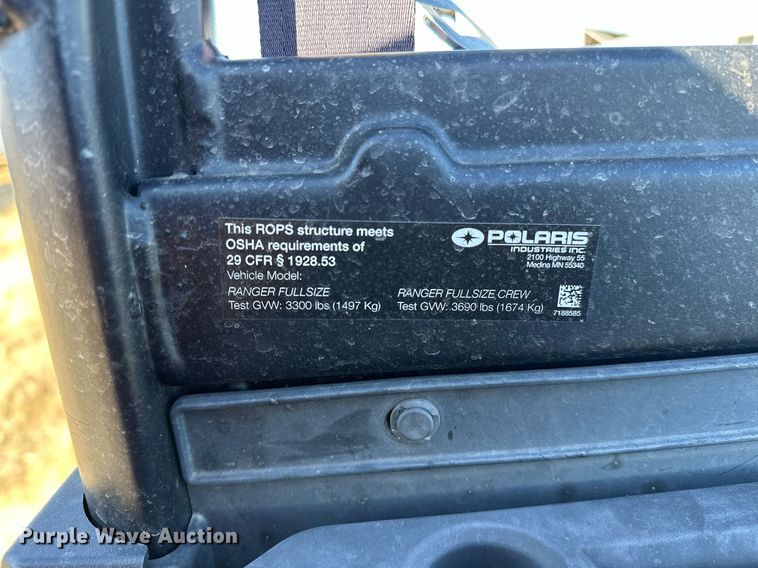 This ROPS structure meets
OSHA requirements of
29 CFR § 1928.53
Vehicle Model:
RANGER FULLSIZE
Test GVW: 3300 lbs (1497 Kg)
POLARIS
INDUSTRIES INC.
2100 Highway 55
Medina MN 55340
RANGER FULLSIZE CREW
Test GVW: 3690 lbs (1674 Kg)
7188585
Purple Wave Auction